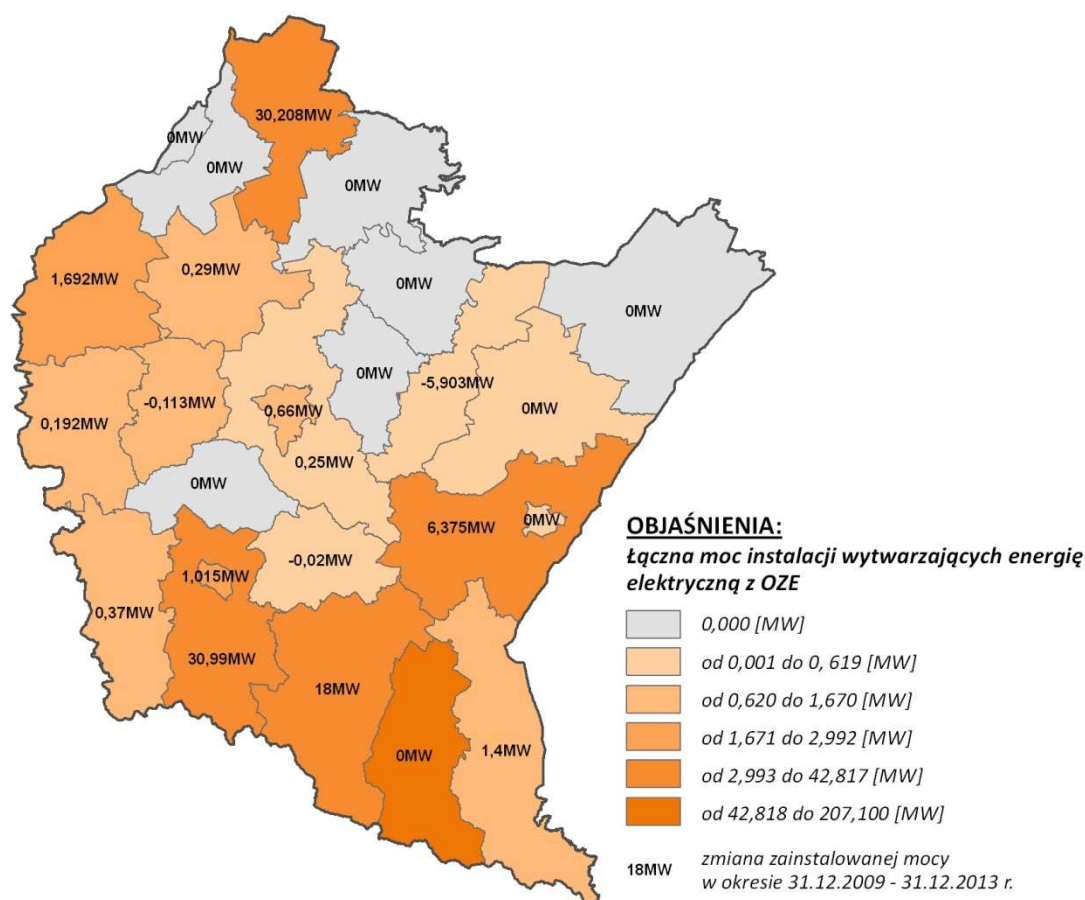 30,208MW
0MW
0MW
0MW
1,692MW
0,29MW
0MW
0MW
0MW
-5,903MW
-0,113MW
0,66MW
0MW
0,192MW
0,25MW
0MW
6,375MW
0MW
-0,02MW
1,015MW
0,37MW
30,99MW
18MW
0MW
1,4MW
OBJAŚNIENIA:
Łączna moc instalacji wytwarzających energię
elektryczną z OZE
0,000 [MW]
od 0,001 do 0, 619 [MW]
od 0,620 do 1,670 [MW]
od 1,671 do 2,992 [MW]
od 2,993 do 42,817 [MW]
od 42,818 do 207,100 [MW]
18MW zmiana zainstalowanej mocy
w okresie 31.12.2009 - 31.12.2013 r.